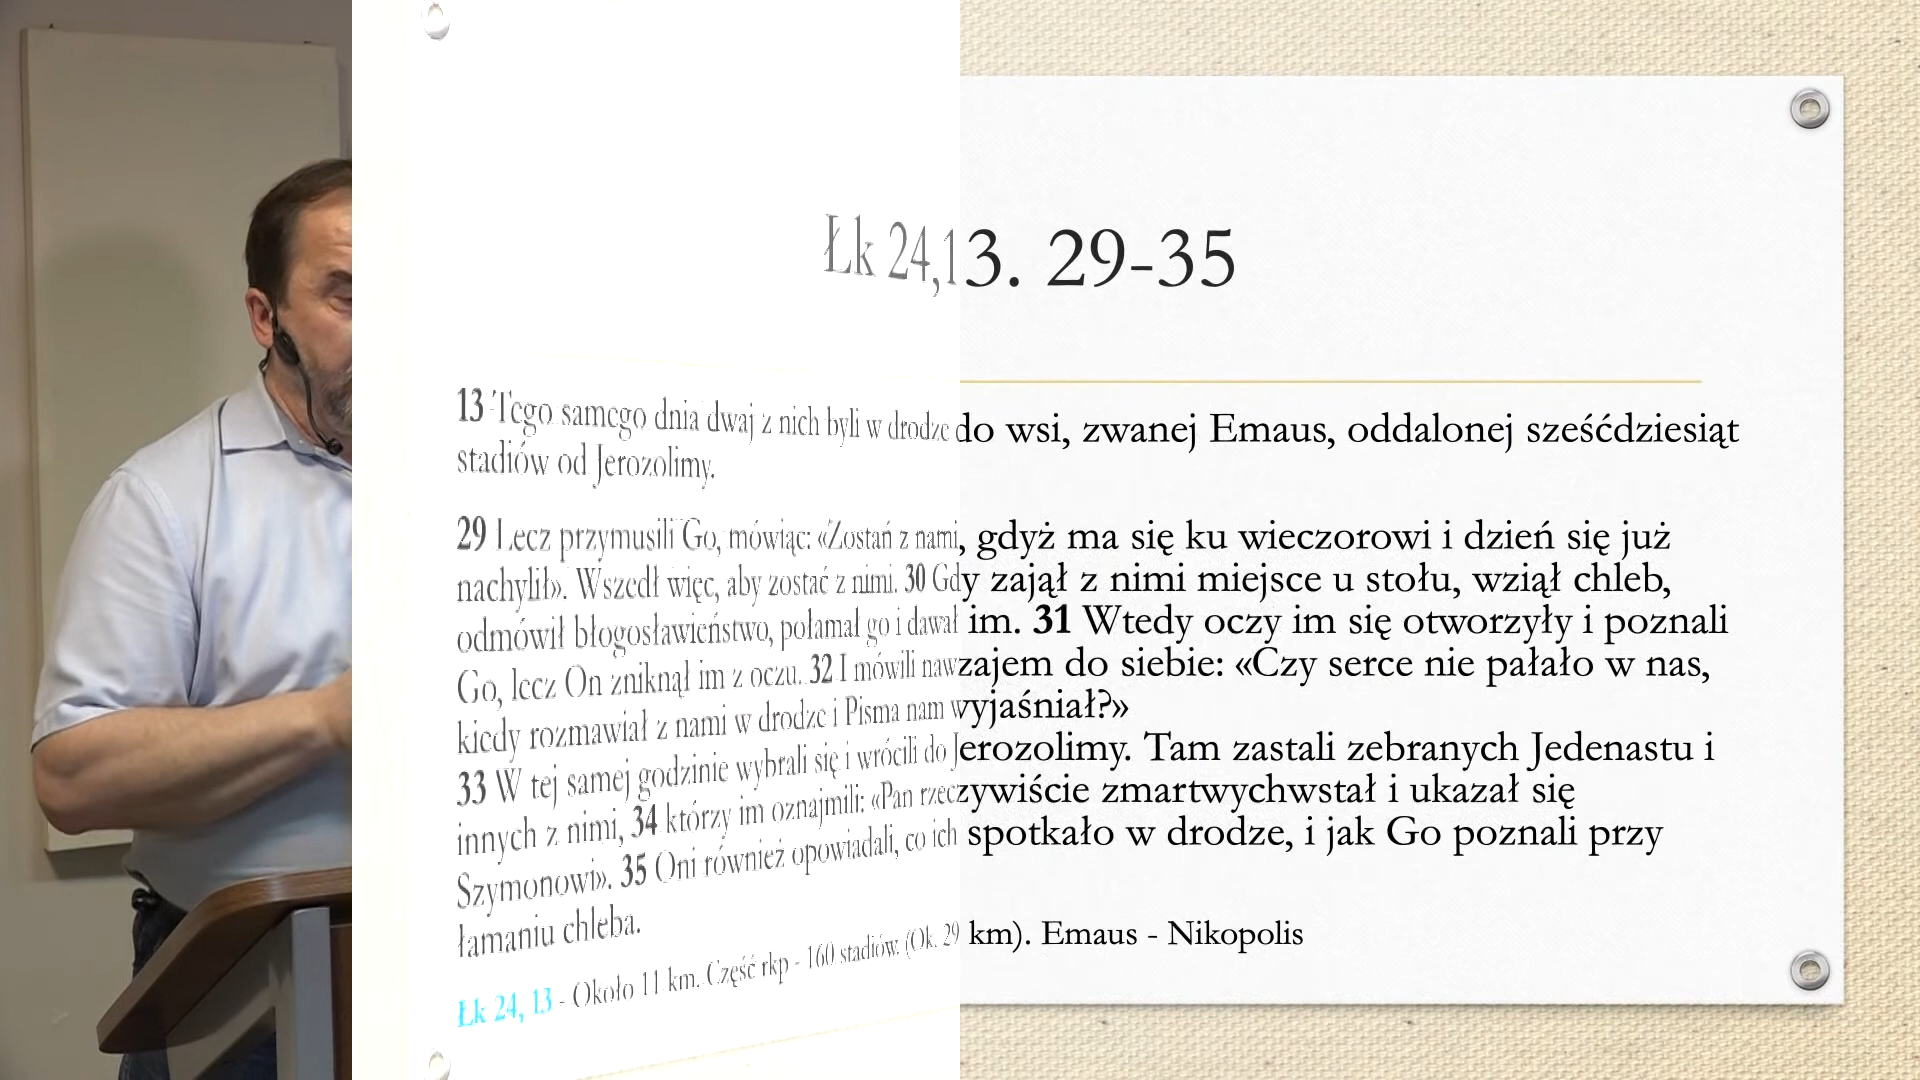 Łk 24,13. 29-35
13 Tego samego dnia dwaj z nich byli w drodze do wsi, zwanej Emaus, oddalonej sześćdziesiąt
stadiów od Jerozolimy.
29 Lecz przymusili Go, mówiąc: «Zostań z nami, gdyż ma się ku wieczorowi i dzień się już
nachylił». Wszedł więc, aby zostać z nimi. 30 Gdy zajął z nimi miejsce u stołu, wziął chleb,
odmówił błogosławieństwo, połamał go i dawał im. 31 Wtedy oczy im się otworzyły i poznali
Go, lecz On zniknął im z oczu. 32 I mówili nawzajem do siebie: «Czy serce nie pałało w nas,
kiedy rozmawiał z nami w drodze i Pisma nam wyjaśniał?»
33 W tej samej godzinie wybrali się i wrócili do Jerozolimy. Tam zastali zebranych Jedenastu i
innych z nimi, 34 którzy im oznajmili: «Pan rzeczywiście zmartwychwstał i ukazał się
Szymonowi». 35 Oni również opowiadali, co ich spotkało w drodze, i jak Go poznali przy
łamaniu chleba.
Łk 24, 13 - Około 11 km. Część rkp - 160 stadiów. (Ok. 29 km). Emaus - Nikopolis